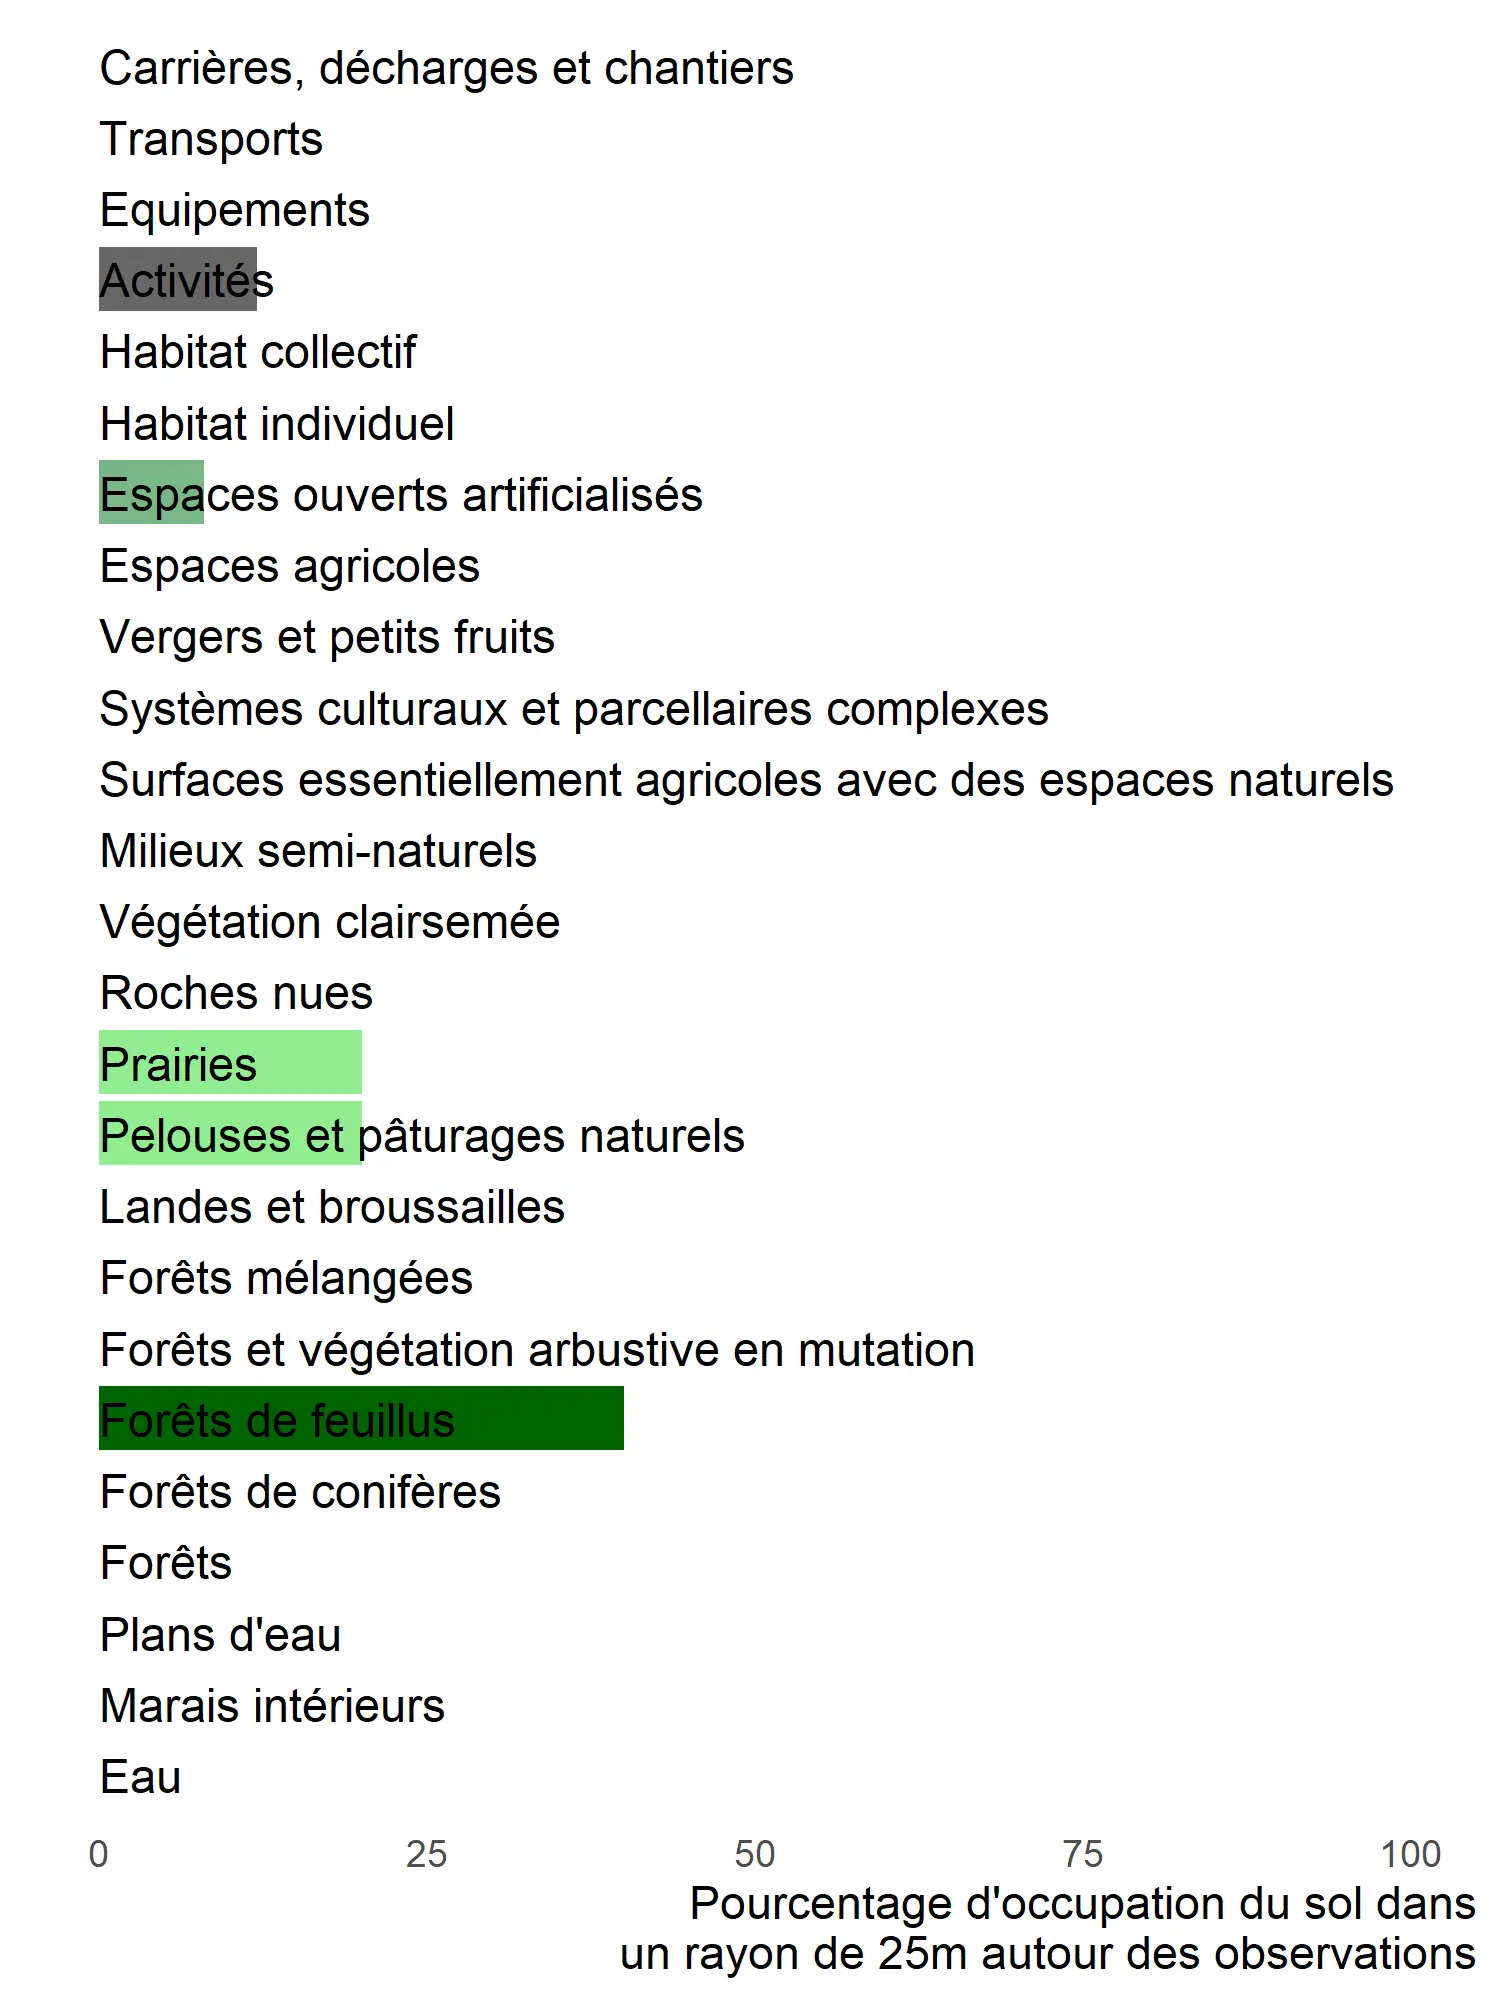 Carrières, décharges et chantiers
Transports
Equipements
Activités
Habitat collectif
Habitat individuel
Espaces ouverts artificialisés
Espaces agricoles
Vergers et petits fruits
Systèmes culturaux et parcellaires complexes
Surfaces essentiellement agricoles avec des espaces naturels
Milieux semi-naturels
Végétation clairsemée
Roches nues
Prairies
Pelouses et pâturages naturels
Landes et broussailles
Forêts mélangées
Forêts et végétation arbustive en mutation
Forêts de feuillus
Forêts de conifères
Forêts
Plans d'eau
Marais intérieurs
Eau
0 25 50 75 100
Pourcentage d'occupation du sol dans
un rayon de 25m autour des observations